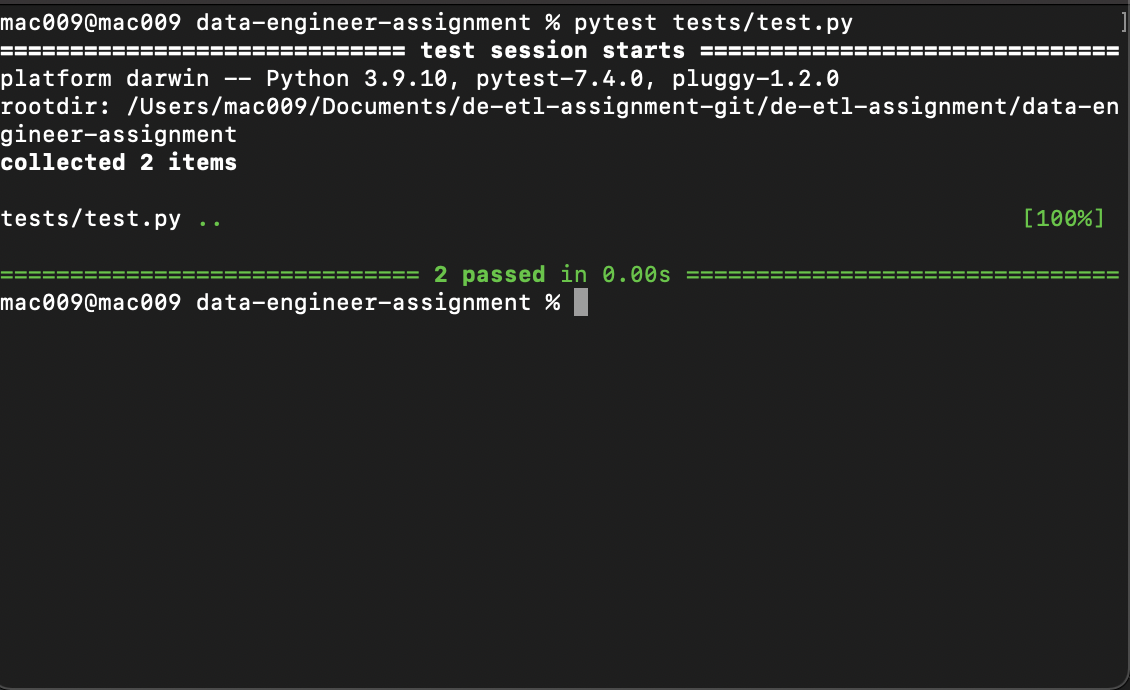 mac009@mac009 data-engineer-assignment % pytest tests/test.py ]
============================= test session starts ==============================
platform darwin -- Python 3.9.10, pytest-7.4.0, pluggy-1.2.0
rootdir: /Users/mac009/Documents/de-etl-assignment-git/de-etl-assignment/data-en
gineer-assignment
collected 2 items
tests/test.py .. [100%]
============================== 2 passed in 0.00s ===============================
mac009@mac009 data-engineer-assignment %